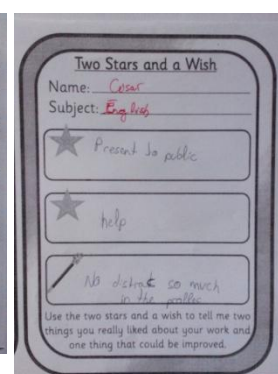 Two Stars and a Wish
Name: Cesar
Subject: English
Present to public
help
No distract so much
in the
Use the two stars and a wish to tell me two
things you really liked about your work and
one thing that could be improved.